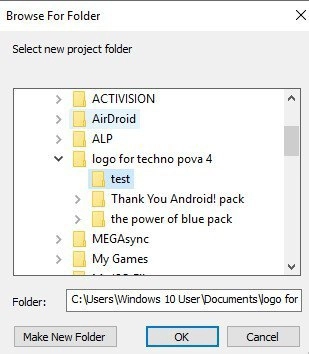 Browse For Folder
Select new project folder
ACTIVISION
AirDroid
ALP
logo for techno pova 4
test
Thank You Android! pack
the power of blue pack
MEGAsync
My Games
Folder: C:\Users\Windows 10 User\Documents\logo for
Make New Folder OK Cancel